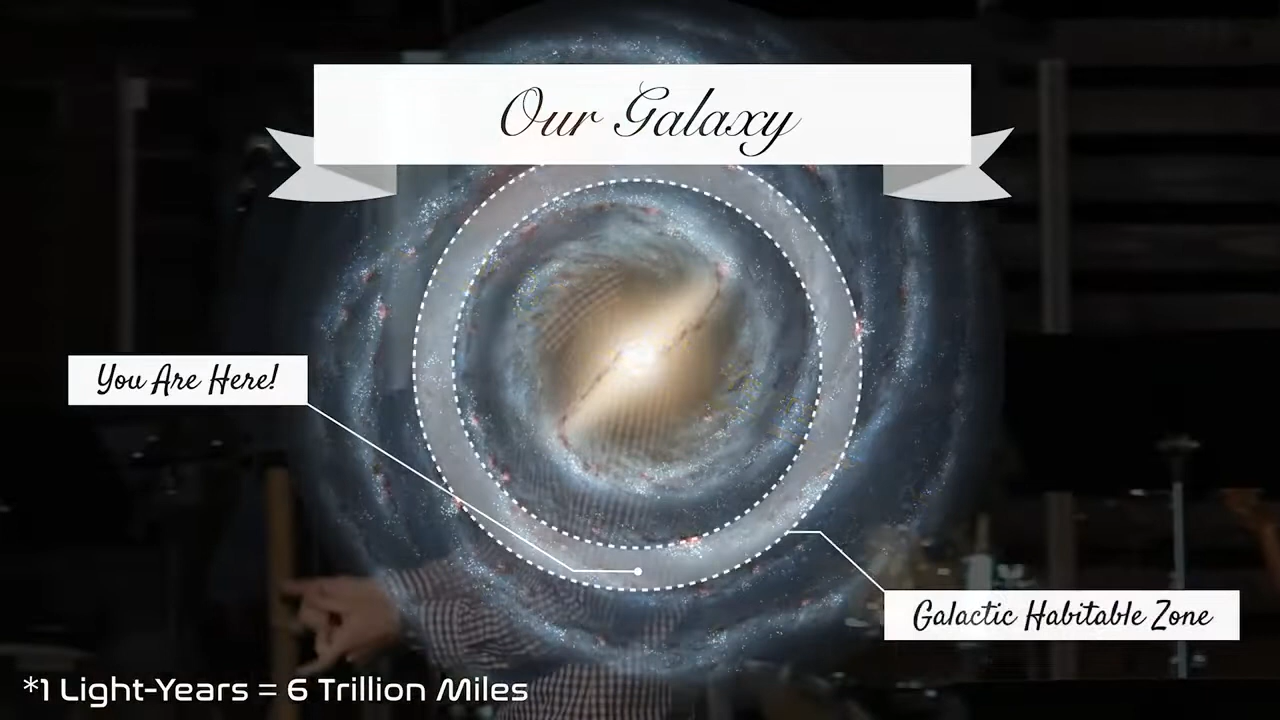 Our Galaxy
You Are Here!
Galactic Habitable Zone
*1 Light-Years = 6 Trillion Miles